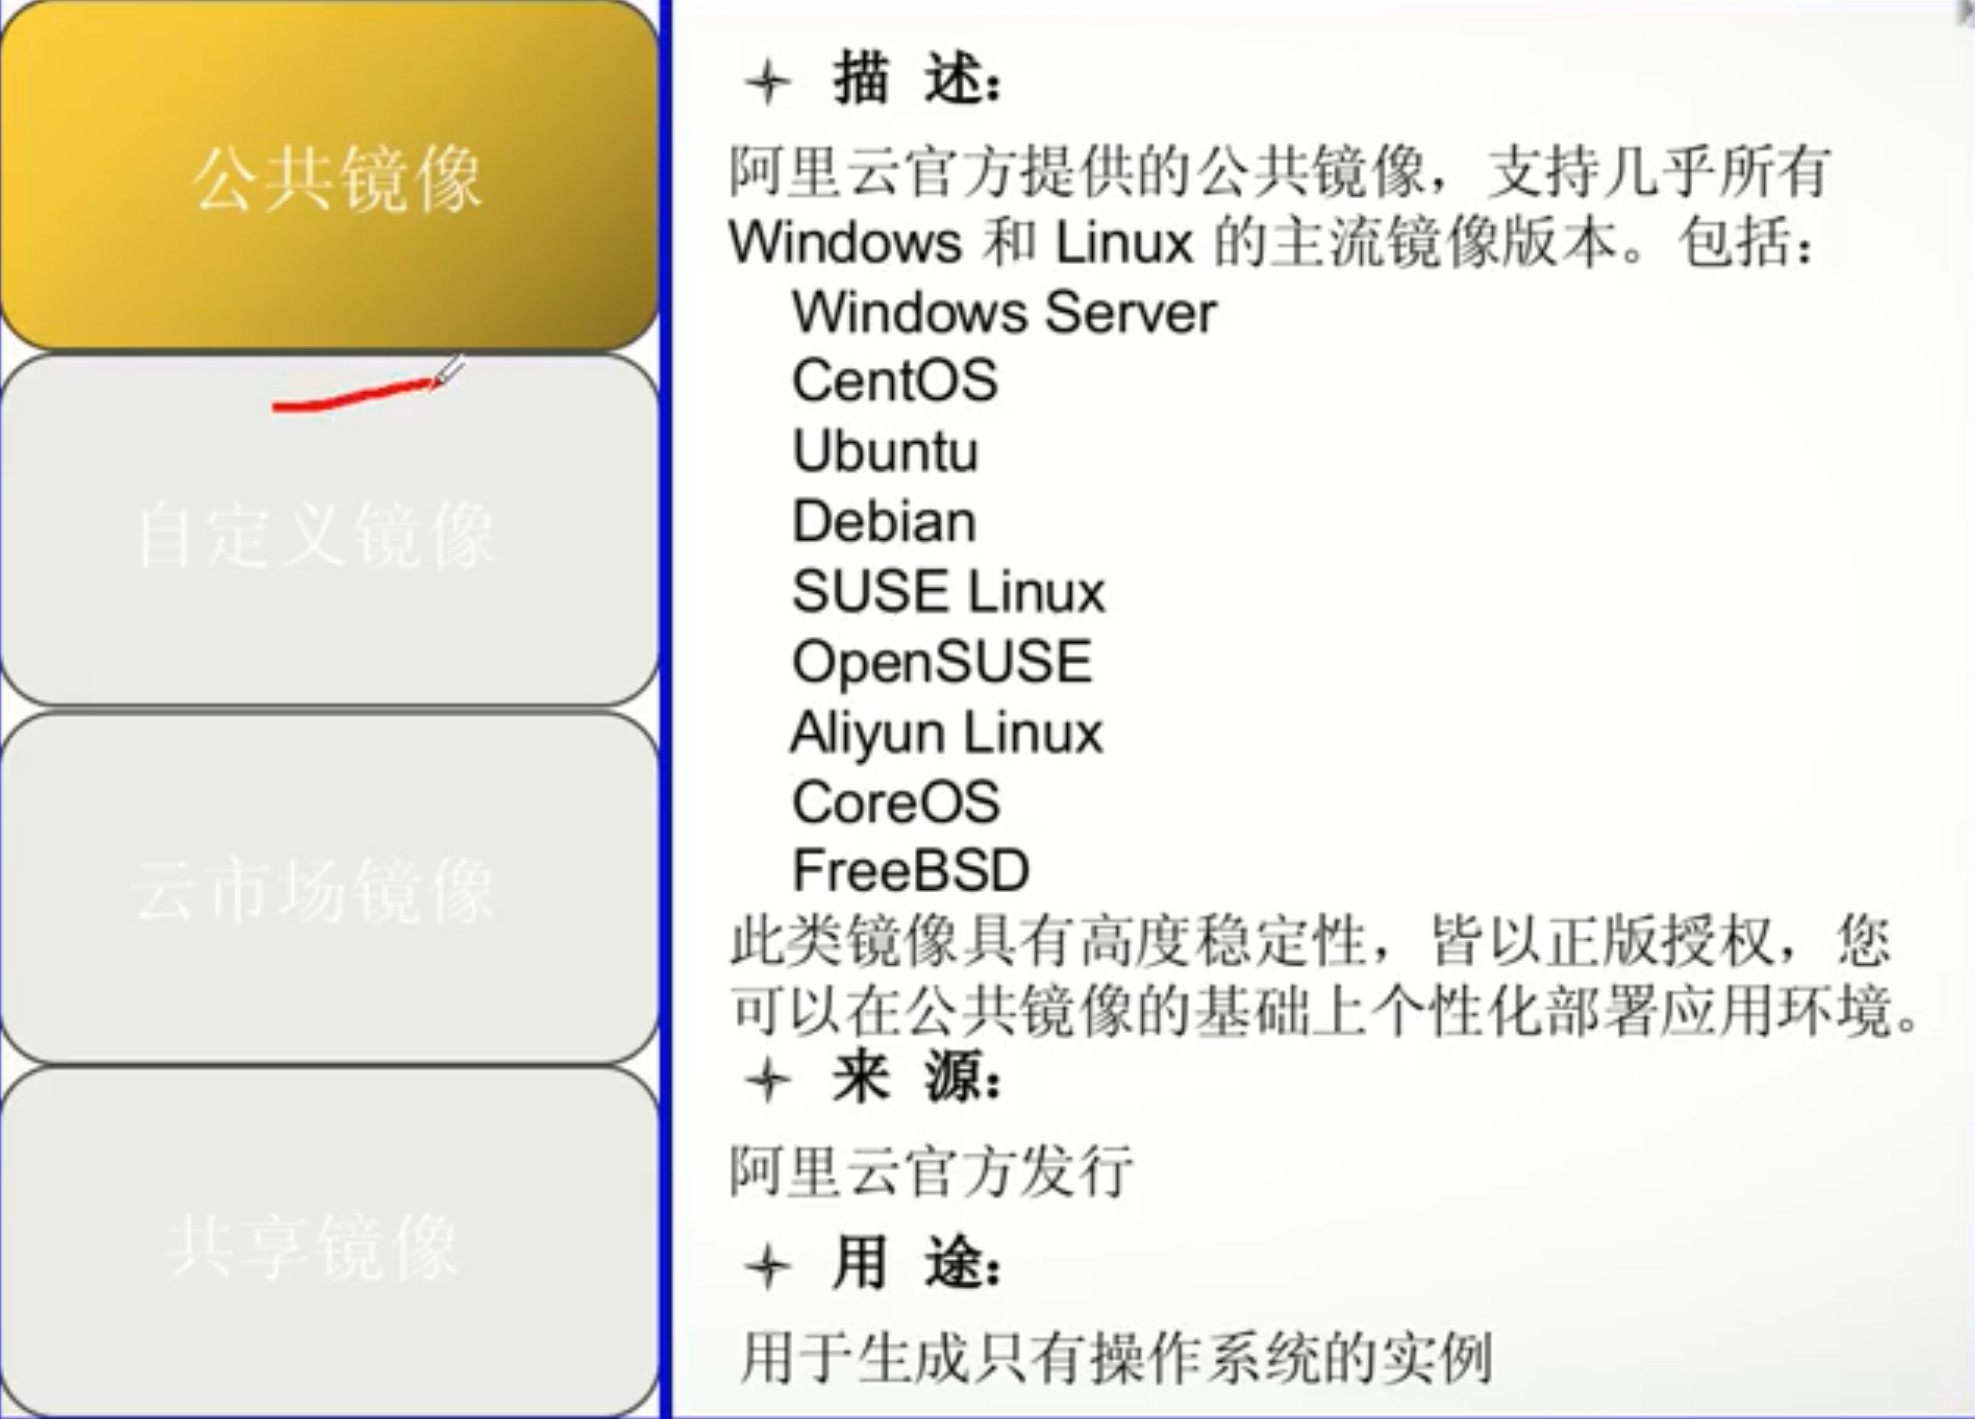 公共镜像
自定义镜像
云市场镜像
共享镜像
描 述：
阿里云官方提供的公共镜像，支持几乎所有
Windows 和 Linux 的主流镜像版本。包括：
Windows Server
CentOS
Ubuntu
Debian
SUSE Linux
OpenSUSE
Aliyun Linux
CoreOS
FreeBSD
此类镜像具有高度稳定性，皆以正版授权，您
可以在公共镜像的基础上个性化部署应用环境。
来 源：
阿里云官方发行
用 途：
用于生成只有操作系统的实例